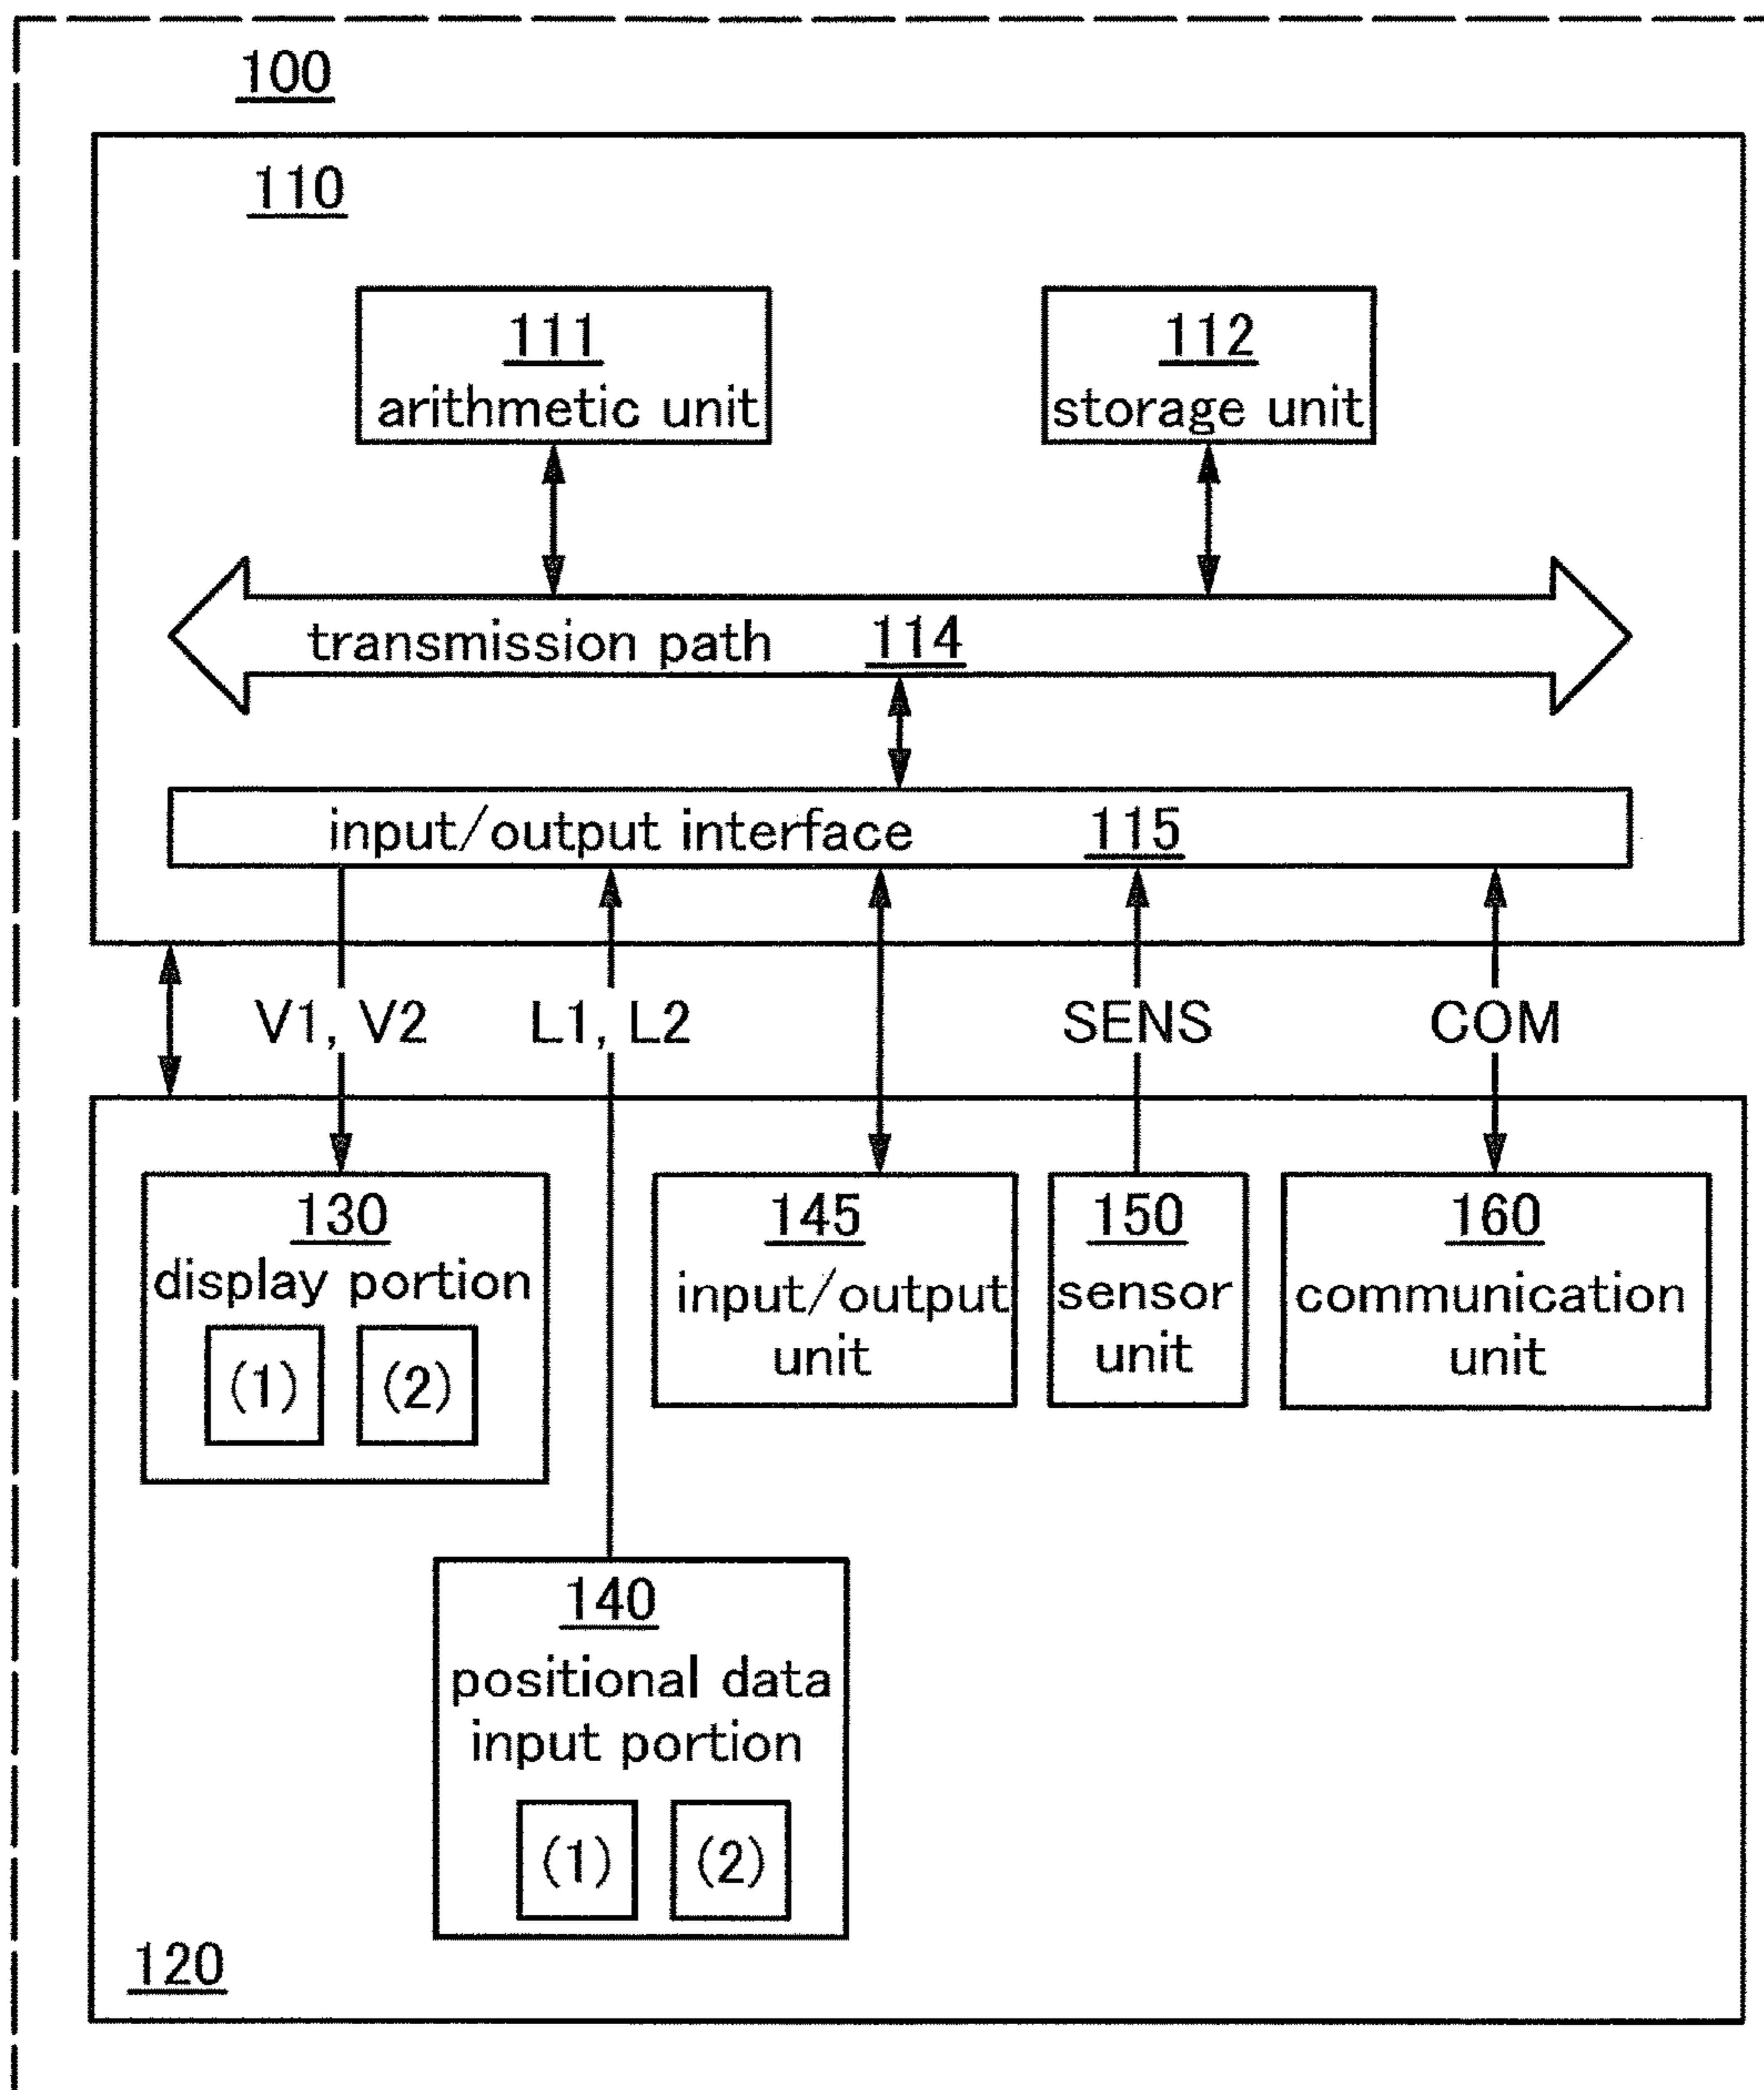 100
110
111
arithmetic unit
112
storage unit
transmission path 114
input/output interface 115
V1, V2
L1, L2
SENS
COM
130
display portion
(1) (2)
145
input/output
unit
150
sensor
unit
160
communication
unit
140
positional data
input portion
(1) (2)
120